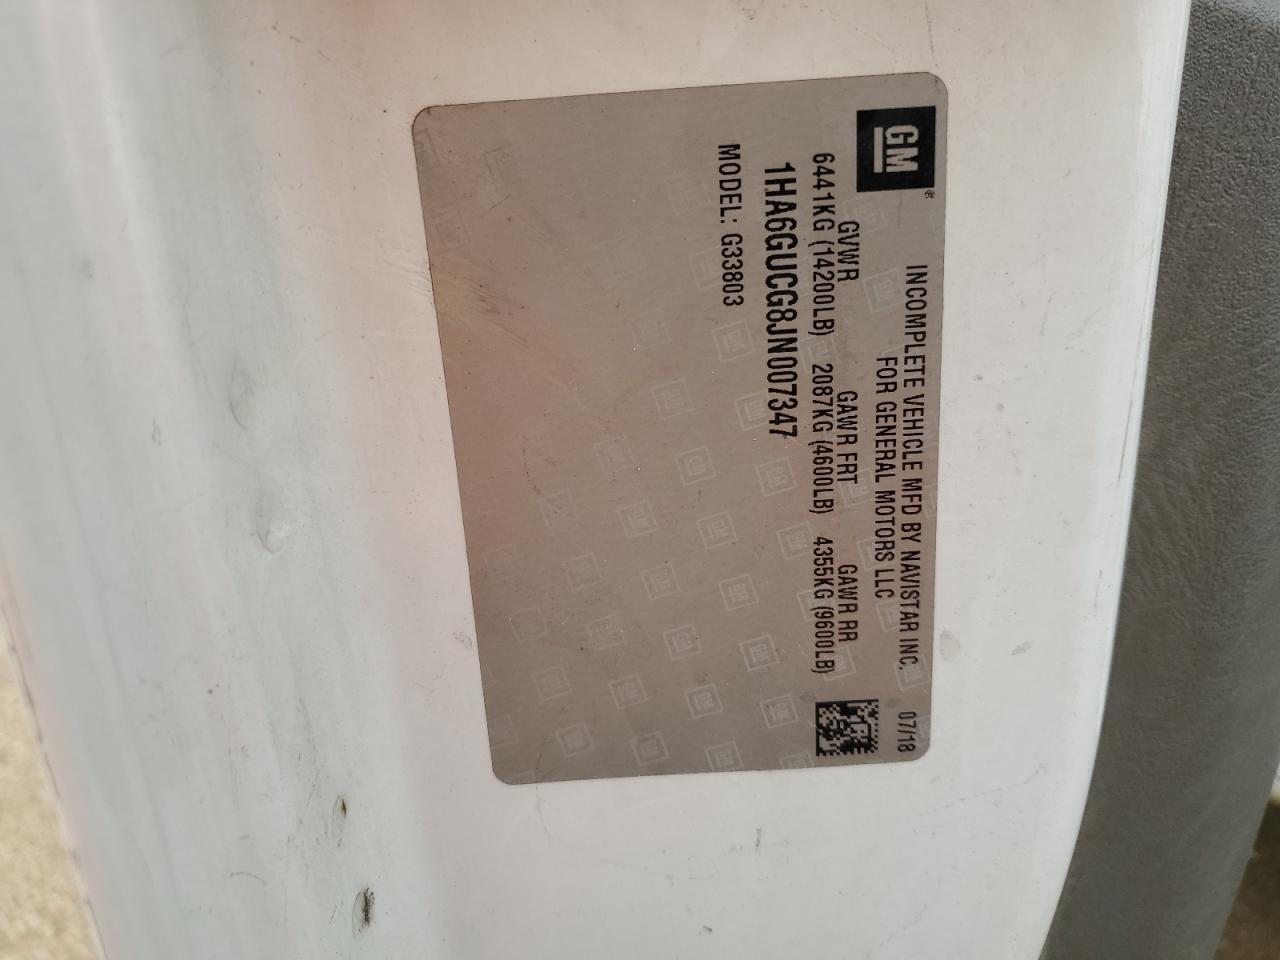 GM®
INCOMPLETE VEHICLE MFD BY NAVISTAR INC. 07/18
FOR GENERAL MOTORS LLC
GVWR GAWR FRT GAWR RR
6441KG (14200LB) 2087KG (4600LB) 4355KG (9600LB)
1HA6GUCG8JN007347
MODEL: G33803